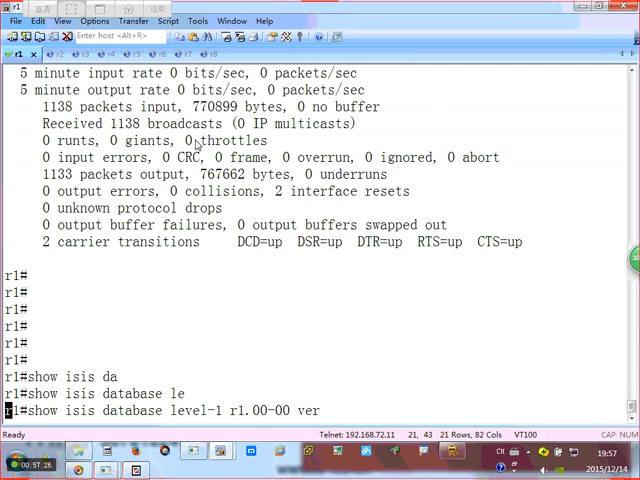 r1
高清
结束
File Edit View Options Transfer Script Tools Window Help
Enter host <Alt+R>
r1 r2 r3 r4 r5 r6 r7 r8
5 minute input rate 0 bits/sec, 0 packets/sec
5 minute output rate 0 bits/sec, 0 packets/sec
1138 packets input, 770899 bytes, 0 no buffer
Received 1138 broadcasts (0 IP multicasts)
0 runts, 0 giants, 0 throttles
0 input errors, 0 CRC, 0 frame, 0 overrun, 0 ignored, 0 abort
1133 packets output, 767662 bytes, 0 underruns
0 output errors, 0 collisions, 2 interface resets
0 unknown protocol drops
0 output buffer failures, 0 output buffers swapped out
2 carrier transitions DCD=up DSR=up DTR=up RTS=up CTS=up
r1#
r1#
r1#
r1#
r1#
r1#
r1#show isis da
r1#show isis database le
r1#show isis database level-1 r1.00-00 ver
Ready Telnet: 192.168.72.11 21, 43 21 Rows, 82 Cols VT100 CAP NUM
CH 19:57
00:57:26 2015/12/14